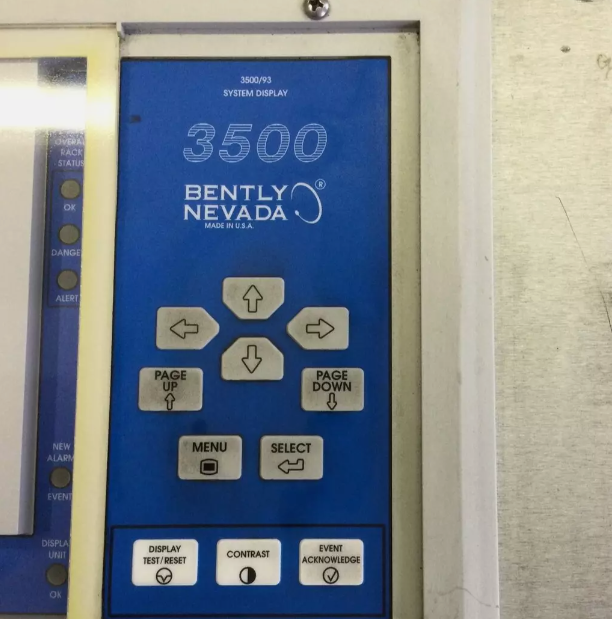 3500/93
SYSTEM DISPLAY
3500
BENTLY
NEVADA ®
MADE IN U.S.A.
RACK
STATUS
OK
ALERT
PAGE
UP
PAGE
DOWN
MENU
SELECT
NEW
ALARM
EVENT
DISPLAY
UNIT
OK
DISPLAY
TEST/RESET
CONTRAST
EVENT
ACKNOWLEDGE